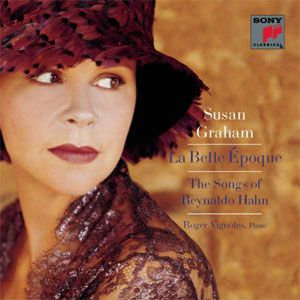 SONY
CLASSICAL
Susan
Graham
La Belle Époque
The Songs of
Reynaldo Hahn
Roger Vignoles, Piano